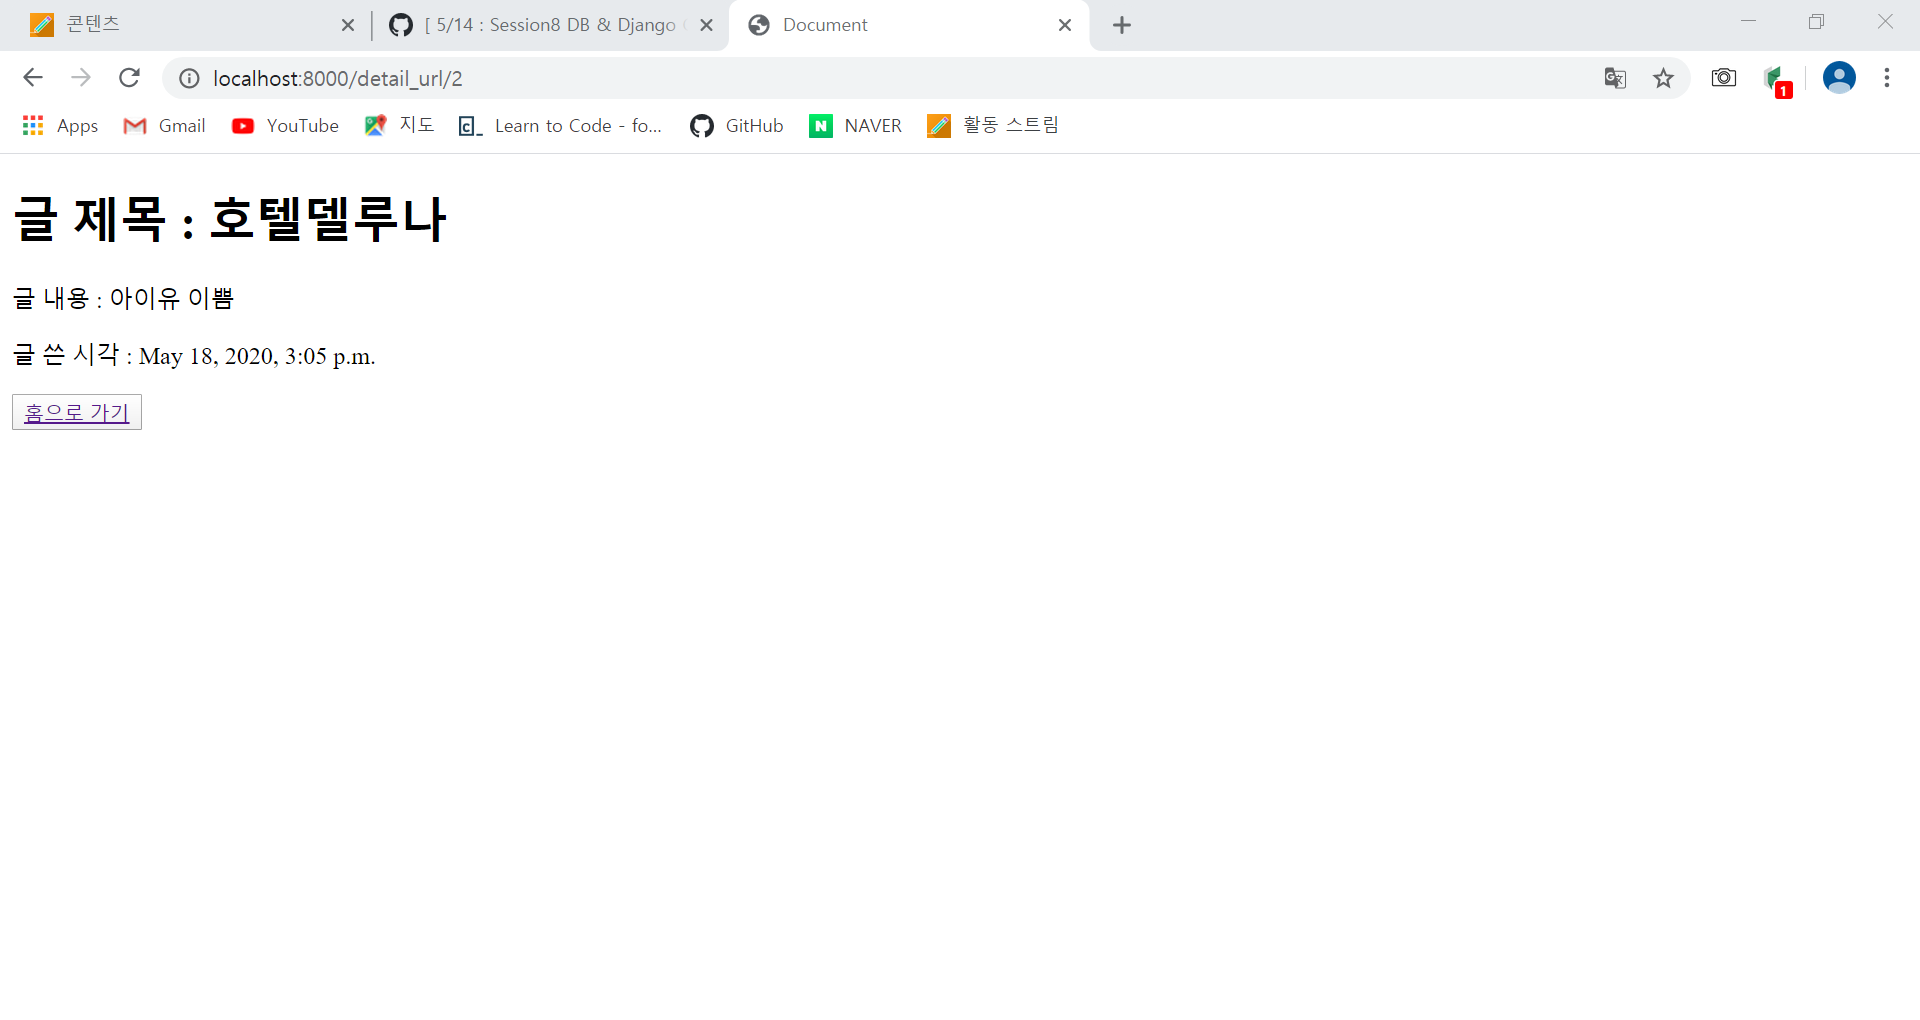 콘텐츠
[ 5/14 : Session8 DB & Django
Document
localhost:8000/detail_url/2
1
Apps
Gmail
YouTube
지도
Learn to Code - fo...
GitHub
NAVER
활동 스트림
글 제목 : 호텔델루나
글 내용 : 아이유 이쁨
글 쓴 시각 : May 18, 2020, 3:05 p.m.
홈으로 가기